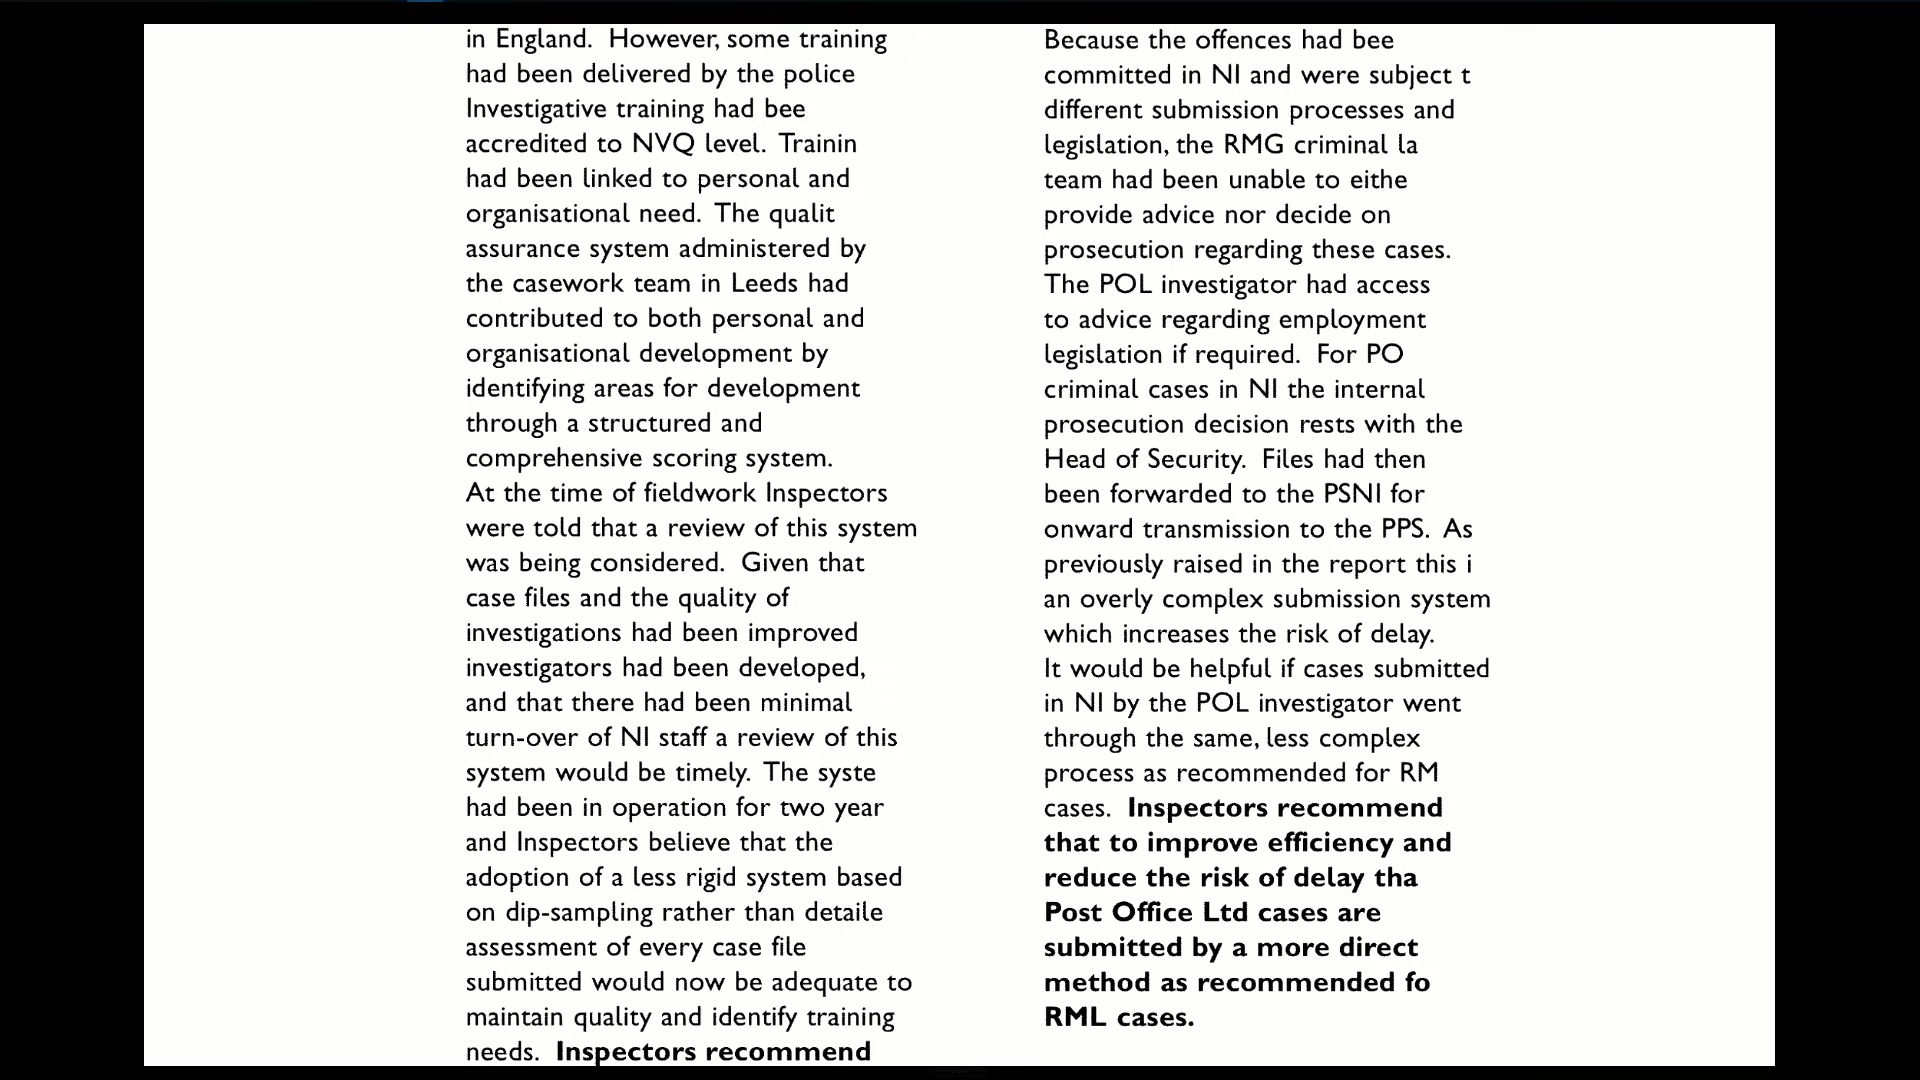 in England. However, some training
had been delivered by the police
Investigative training had bee
accredited to NVQ level. Trainin
had been linked to personal and
organisational need. The qualit
assurance system administered by
the casework team in Leeds had
contributed to both personal and
organisational development by
identifying areas for development
through a structured and
comprehensive scoring system.
At the time of fieldwork Inspectors
were told that a review of this system
was being considered. Given that
case files and the quality of
investigations had been improved
investigators had been developed,
and that there had been minimal
turn-over of NI staff a review of this
system would be timely. The syste
had been in operation for two year
and Inspectors believe that the
adoption of a less rigid system based
on dip-sampling rather than detaile
assessment of every case file
submitted would now be adequate to
maintain quality and identify training
needs. Inspectors recommend
Because the offences had bee
committed in NI and were subject t
different submission processes and
legislation, the RMG criminal la
team had been unable to eithe
provide advice nor decide on
prosecution regarding these cases.
The POL investigator had access
to advice regarding employment
legislation if required. For PO
criminal cases in NI the internal
prosecution decision rests with the
Head of Security. Files had then
been forwarded to the PSNI for
onward transmission to the PPS. As
previously raised in the report this i
an overly complex submission system
which increases the risk of delay.
It would be helpful if cases submitted
in NI by the POL investigator went
through the same, less complex
process as recommended for RM
cases. Inspectors recommend
that to improve efficiency and
reduce the risk of delay tha
Post Office Ltd cases are
submitted by a more direct
method as recommended fo
RML cases.